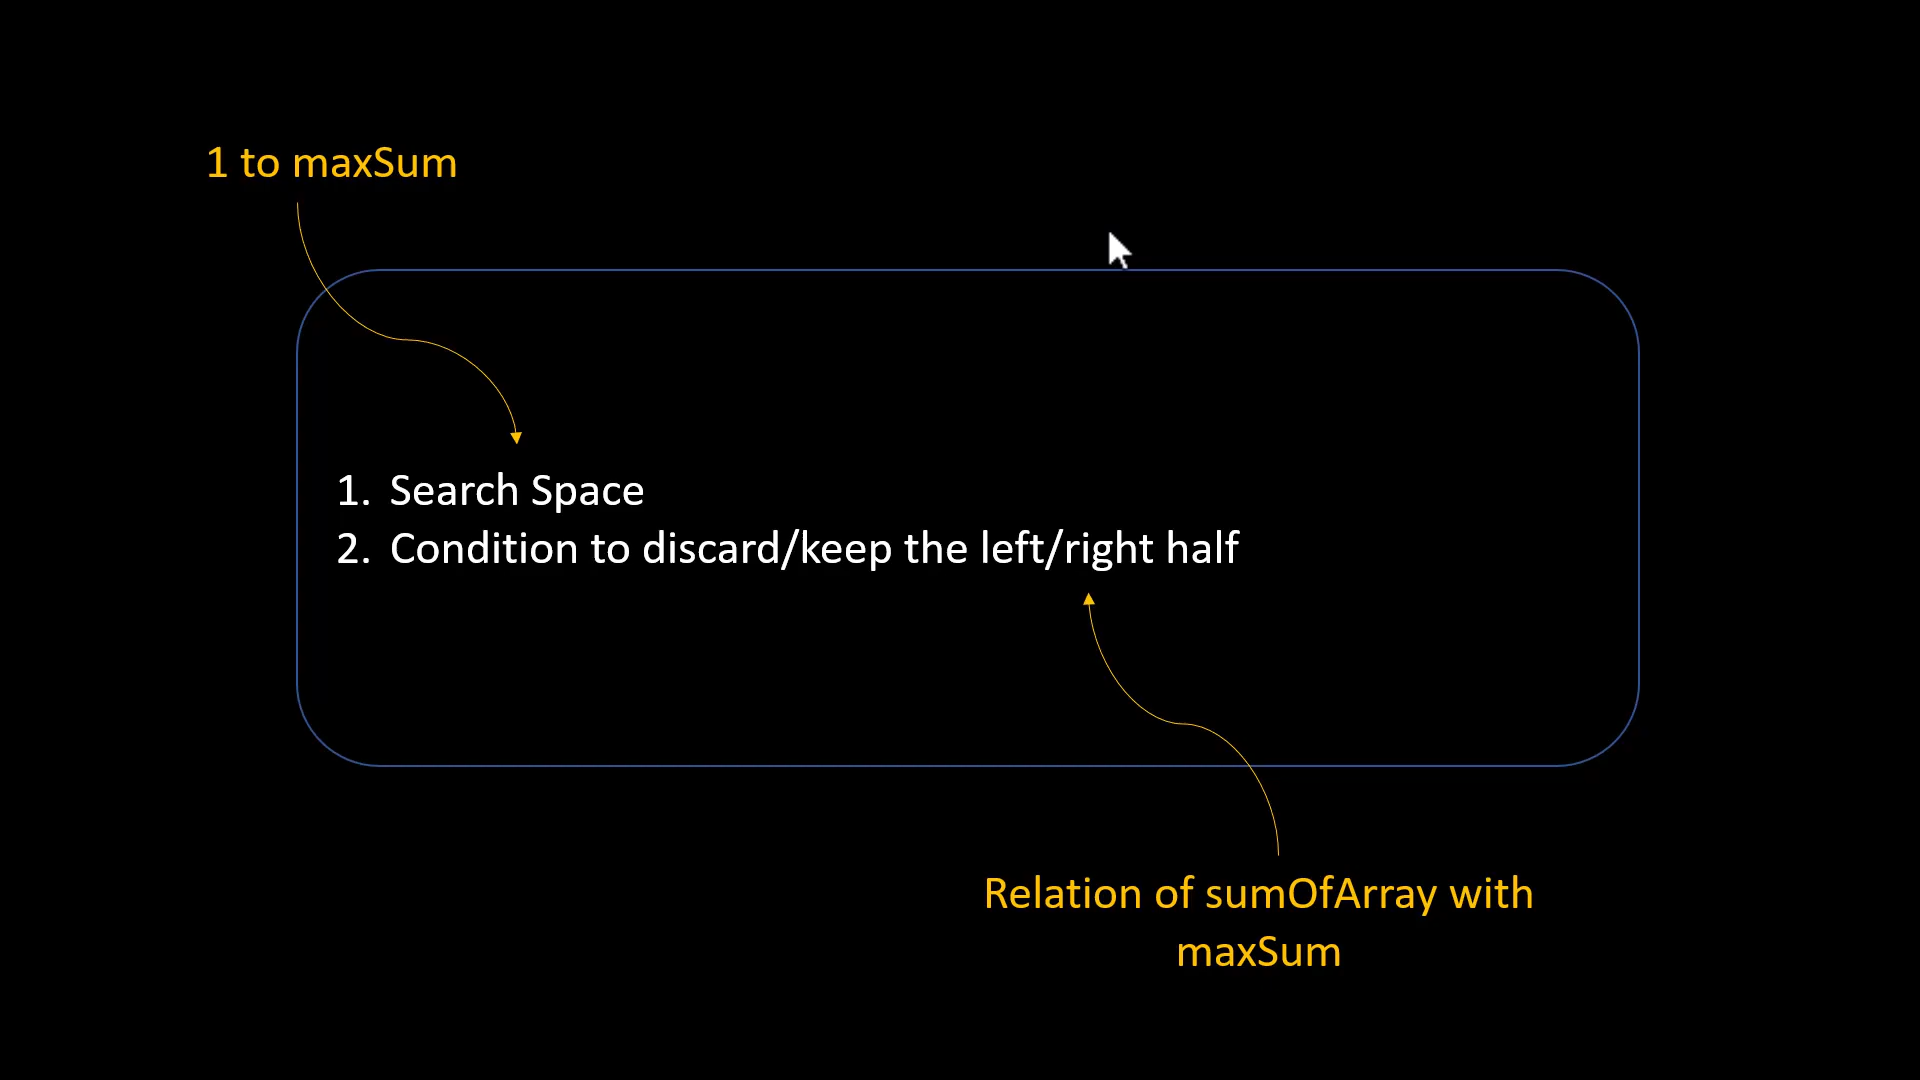 1 to maxSum
1. Search Space
2. Condition to discard/keep the left/right half
Relation of sumOfArray with
maxSum